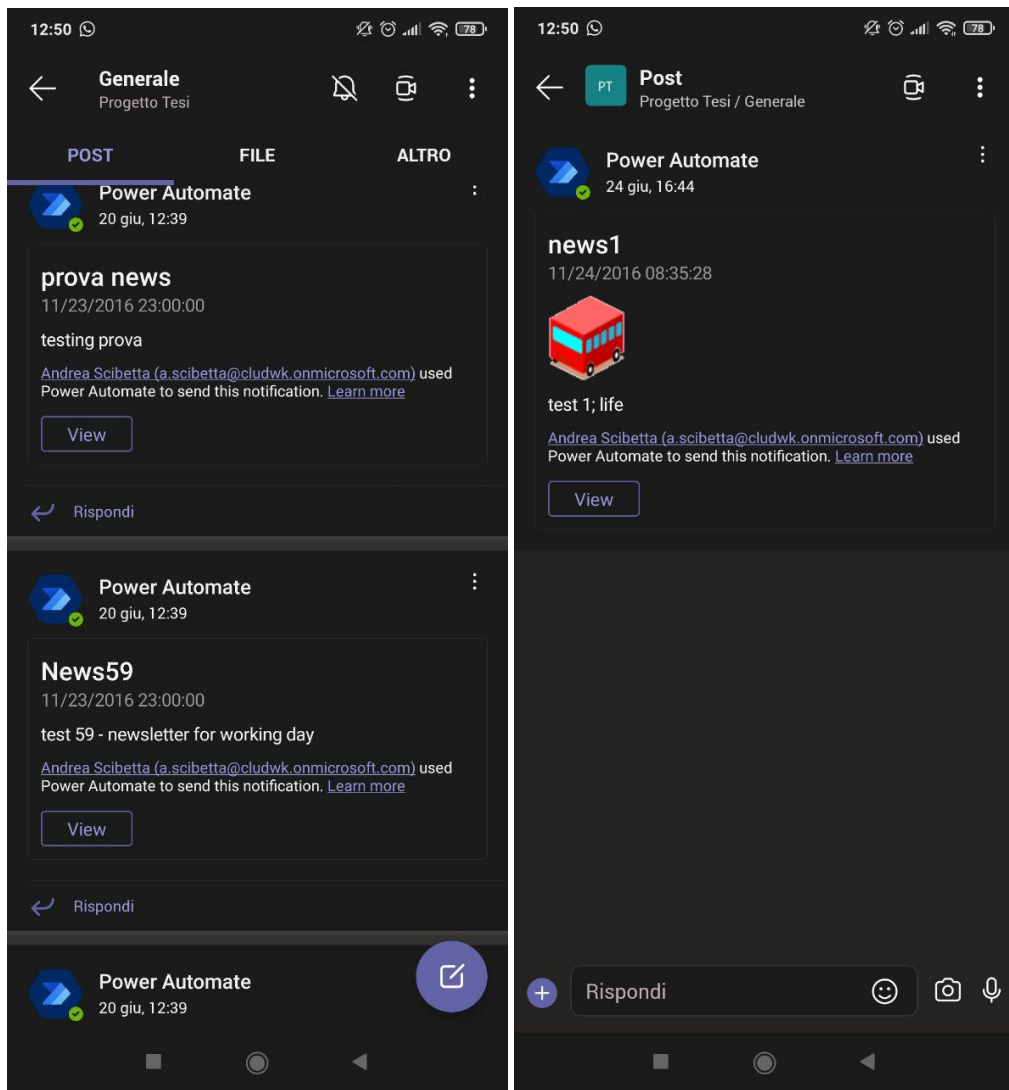 12:50
78
Generale
Progetto Tesi
POST FILE ALTRO
Power Automate
20 giu, 12:39
prova news
11/23/2016 23:00:00
testing prova
Andrea Scibetta (a.scibetta@cludwk.onmicrosoft.com) used
Power Automate to send this notification. Learn more
View
Rispondi
Power Automate
20 giu, 12:39
News59
11/23/2016 23:00:00
test 59 - newsletter for working day
Andrea Scibetta (a.scibetta@cludwk.onmicrosoft.com) used
Power Automate to send this notification. Learn more
View
Rispondi
Power Automate
20 giu, 12:39
12:50
78
PT
Post
Progetto Tesi / Generale
Power Automate
24 giu, 16:44
news1
11/24/2016 08:35:28
test 1; life
Andrea Scibetta (a.scibetta@cludwk.onmicrosoft.com) used
Power Automate to send this notification. Learn more
View
Rispondi